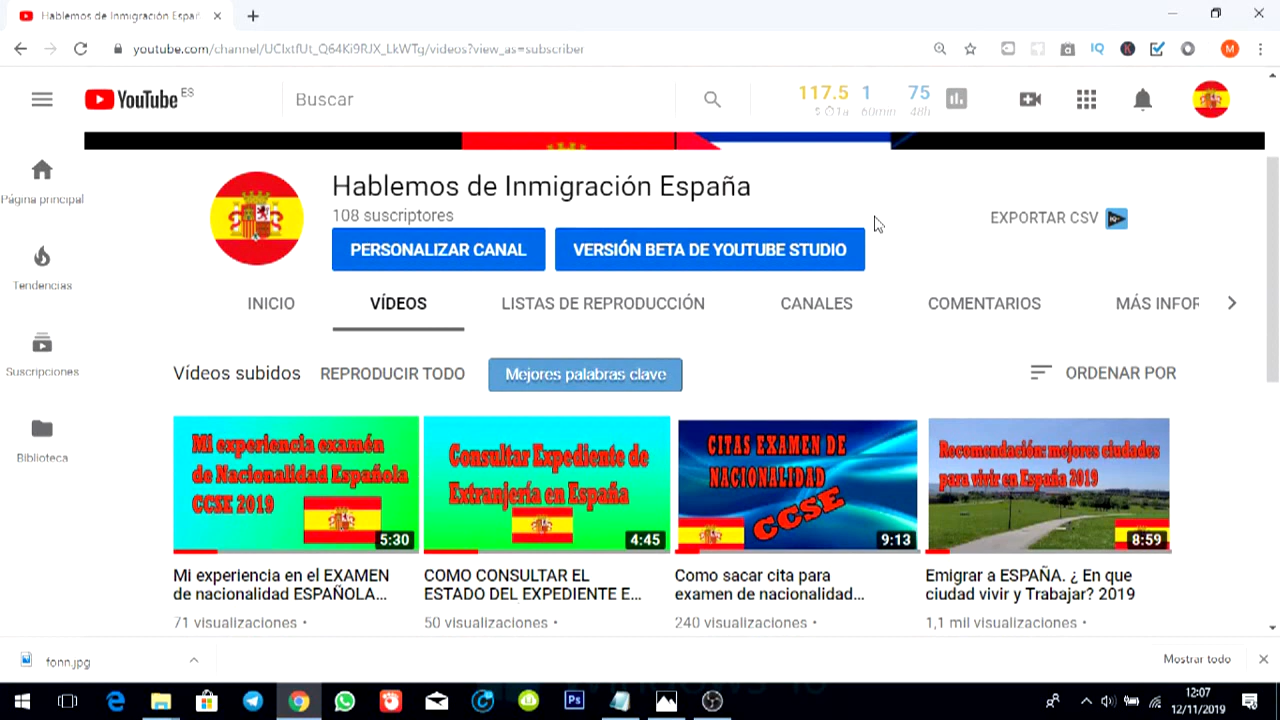 Hablemos de Inmigración Españ
youtube.com/channel/UCIxtfUt_Q64Ki9RJX_LkWTg/videos?view_as=subscriber
IQ
K
M
YouTube ES
Buscar
117.5 1 75
60min 48h
Hablemos de Inmigración España
108 suscriptores
EXPORTAR CSV
PERSONALIZAR CANAL
VERSIÓN BETA DE YOUTUBE STUDIO
Página principal
Tendencias
Suscripciones
Biblioteca
INICIO VÍDEOS LISTAS DE REPRODUCCIÓN CANALES COMENTARIOS MÁS INFOR
Vídeos subidos REPRODUCIR TODO Mejores palabras clave ORDENAR POR
Mi experiencia exámén
de Nacionalidad Española
CCSE 2019
5:30
Consultar Expediente de
Extranjería en España
4:45
CITAS EXAMEN DE
NACIONALIDAD
CCSE
9:13
Recomendación: mejores ciudades
para vivir en España 2019
8:59
Mi experiencia en el EXAMEN
de nacionalidad ESPAÑOLA...
71 visualizaciones •
COMO CONSULTAR EL
ESTADO DEL EXPEDIENTE E...
50 visualizaciones •
Como sacar cita para
examen de nacionalidad...
240 visualizaciones •
Emigrar a ESPAÑA. ¿ En que
ciudad vivir y Trabajar? 2019
1,1 mil visualizaciones •
fonn.jpg
Mostrar todo
Ps
12:07
12/11/2019